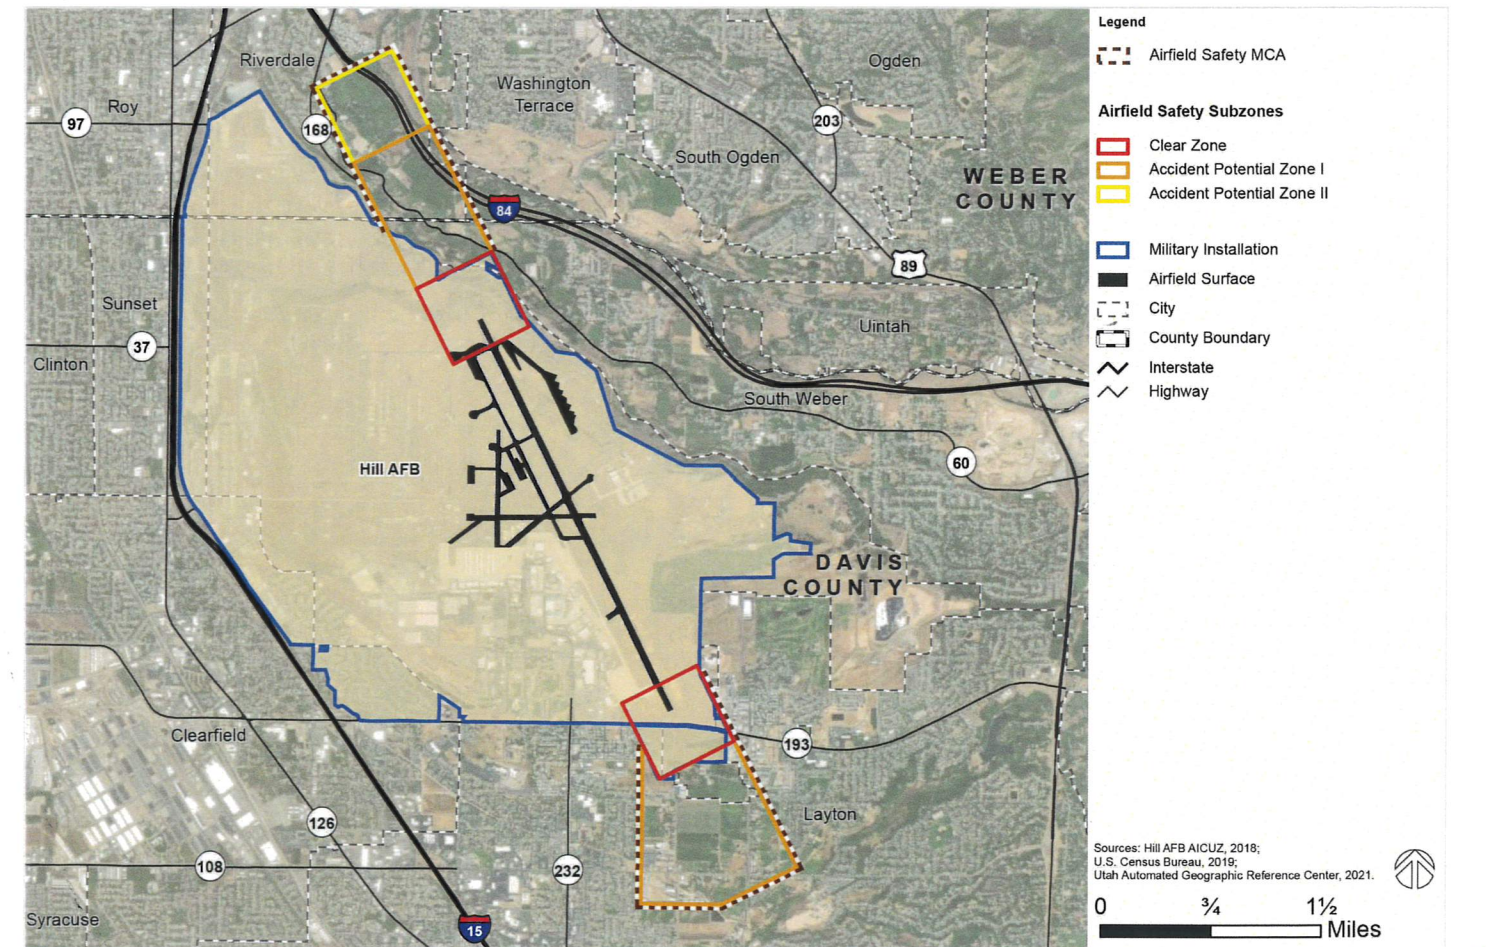 Legend
Airfield Safety MCA
Airfield Safety Subzones
Clear Zone
Accident Potential Zone I
Accident Potential Zone II
Military Installation
Airfield Surface
City
County Boundary
Interstate
Highway
Riverdale
Ogden
Washington
Terrace
Roy
97
168
203
South Ogden
WEBER
COUNTY
84
89
Sunset
Uintah
37
Clinton
South Weber
Hill AFB
60
DAVIS
COUNTY
Clearfield
193
Layton
126
108
232
Syracuse
15
Sources: Hill AFB AICUZ, 2018;
U.S. Census Bureau, 2019;
Utah Automated Geographic Reference Center, 2021.
0 ¾ 1½
Miles